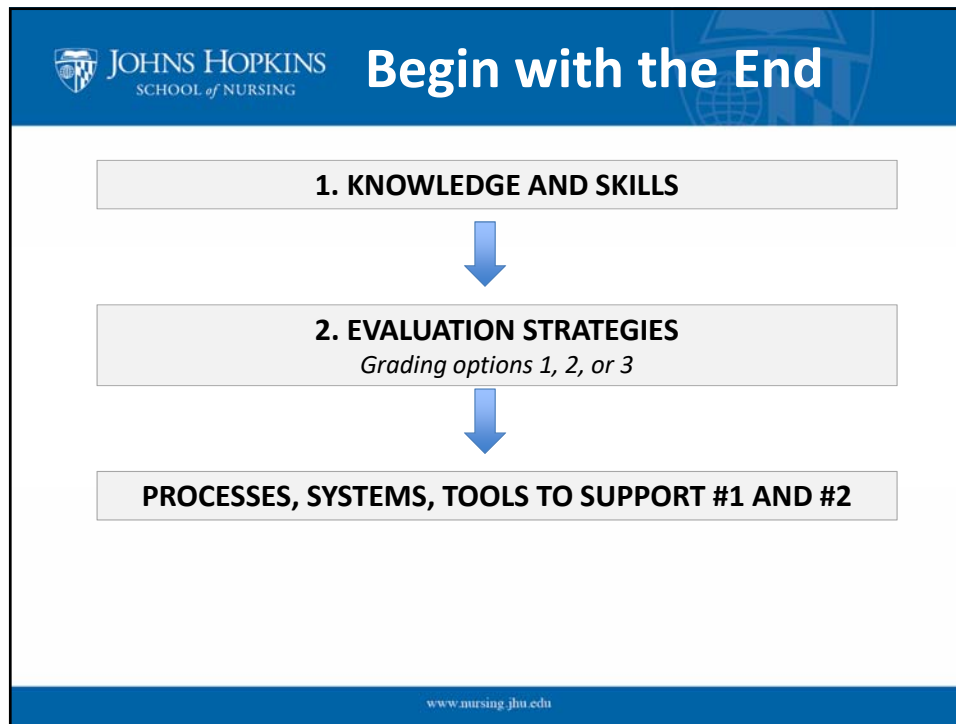 JOHNS HOPKINS
SCHOOL of NURSING
Begin with the End
1. KNOWLEDGE AND SKILLS
2. EVALUATION STRATEGIES
Grading options 1, 2, or 3
PROCESSES, SYSTEMS, TOOLS TO SUPPORT #1 AND #2
www.nursing.jhu.edu